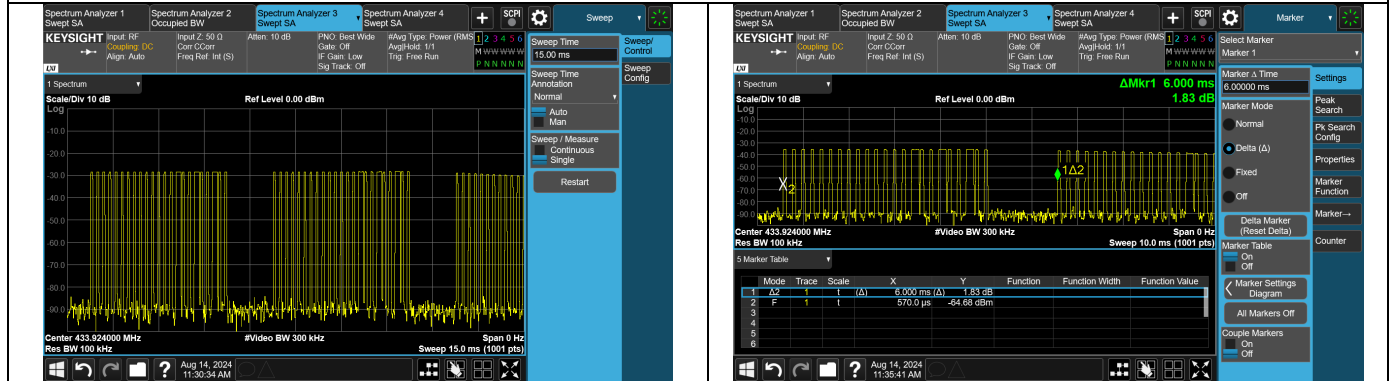 Spectrum Analyzer 1
Swept SA
Spectrum Analyzer 2
Occupied BW
Spectrum Analyzer 3
Swept SA
Spectrum Analyzer 4
Swept SA
SCPI
Sweep
KEYSIGHT
Input: RF
Coupling: DC
Align: Auto
Input Z: 50 Ω
Corr CCorr
Freq Ref: Int (S)
Atten: 10 dB
PNO: Best Wide
Gate: Off
IF Gain: Low
Sig Track: Off
#Avg Type: Power (RMS
Avg|Hold: 1/1
Trig: Free Run
1 2 3 4 5 6
M W W W W W
P N N N N N
LXI
1 Spectrum
Scale/Div 10 dB
Ref Level 0.00 dBm
Log
-10.0
-20.0
-30.0
-40.0
-50.0
-60.0
-70.0
-80.0
-90.0
Center 433.924000 MHz
#Video BW 300 kHz
Span 0 Hz
Res BW 100 kHz
Sweep 15.0 ms (1001 pts)
Sweep Time
15.00 ms
Sweep Time
Annotation
Normal
Auto
Man
Sweep / Measure
Continuous
Single
Restart
Sweep/
Control
Sweep
Config
Aug 14, 2024
11:30:34 AM
Spectrum Analyzer 1
Swept SA
Spectrum Analyzer 2
Occupied BW
Spectrum Analyzer 3
Swept SA
Spectrum Analyzer 4
Swept SA
SCPI
Marker
KEYSIGHT
Input: RF
Coupling: DC
Align: Auto
Input Z: 50 Ω
Corr CCorr
Freq Ref: Int (S)
Atten: 10 dB
PNO: Best Wide
Gate: Off
IF Gain: Low
Sig Track: Off
#Avg Type: Power (RMS
Avg|Hold: 1/1
Trig: Free Run
1 2 3 4 5 6
M W W W W W
P N N N N N
LXI
1 Spectrum
ΔMkr1 6.000 ms
Scale/Div 10 dB
Ref Level 0.00 dBm
1.83 dB
Log
-10.0
-20.0
-30.0
-40.0
-50.0
-60.0
-70.0
-80.0
-90.0
X2
1Δ2
Center 433.924000 MHz
#Video BW 300 kHz
Span 0 Hz
Res BW 100 kHz
Sweep 10.0 ms (1001 pts)
5 Marker Table
Mode Trace Scale X Y Function Function Width Function Value
1 Δ2 1 t (Δ) 6.000 ms (Δ) 1.83 dB
2 F 1 t 570.0 µs -64.68 dBm
3
4
5
6
Select Marker
Marker 1
Marker Δ Time
6.00000 ms
Marker Mode
Normal
Delta (Δ)
Fixed
Off
Delta Marker
(Reset Delta)
Marker Table
On
Off
Marker Settings
Diagram
All Markers Off
Couple Markers
On
Off
Settings
Peak
Search
Pk Search
Config
Properties
Marker
Function
Marker→
Counter
Aug 14, 2024
11:35:41 AM